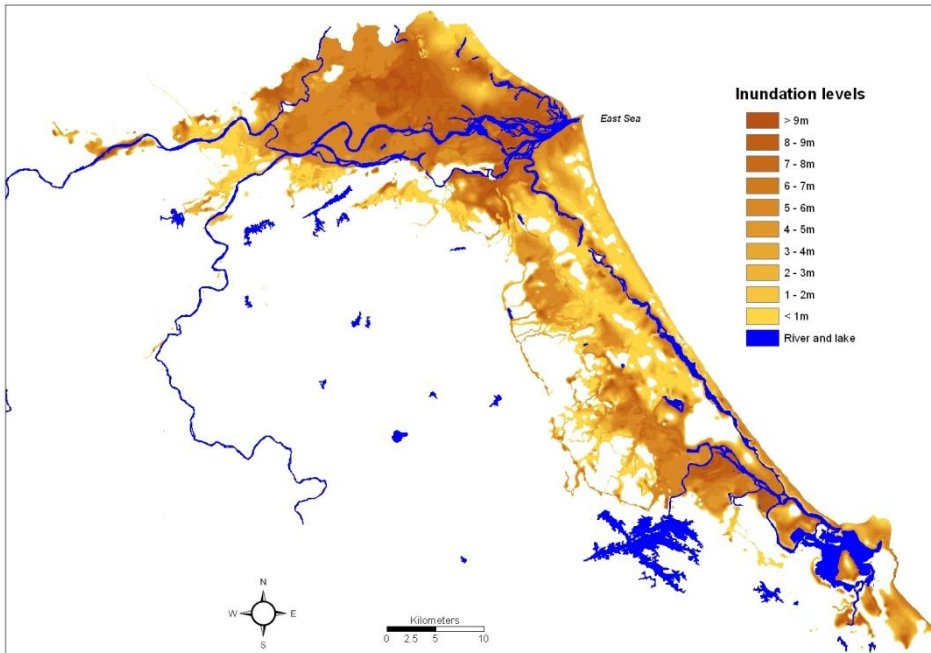 Inundation levels
> 9m
8 - 9m
7 - 8m
6 - 7m
5 - 6m
4 - 5m
3 - 4m
2 - 3m
1 - 2m
< 1m
River and lake
East Sea
N
W E
S
Kilometers
0 2.5 5 10